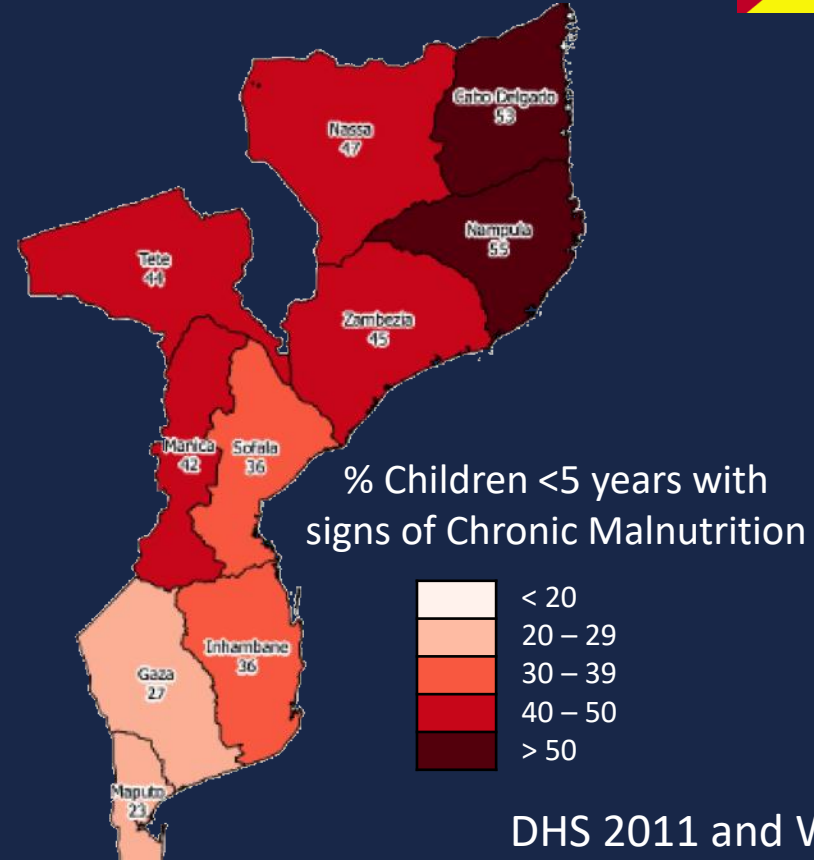 Cabo Delgado
53
Nassa
47
Nampula
55
Tete
44
Zambezia
45
Manica
42
Sofala
36
% Children <5 years with
signs of Chronic Malnutrition
< 20
20 – 29
30 – 39
40 – 50
> 50
Inhambane
36
Gaza
27
Maputo
23
DHS 2011 and